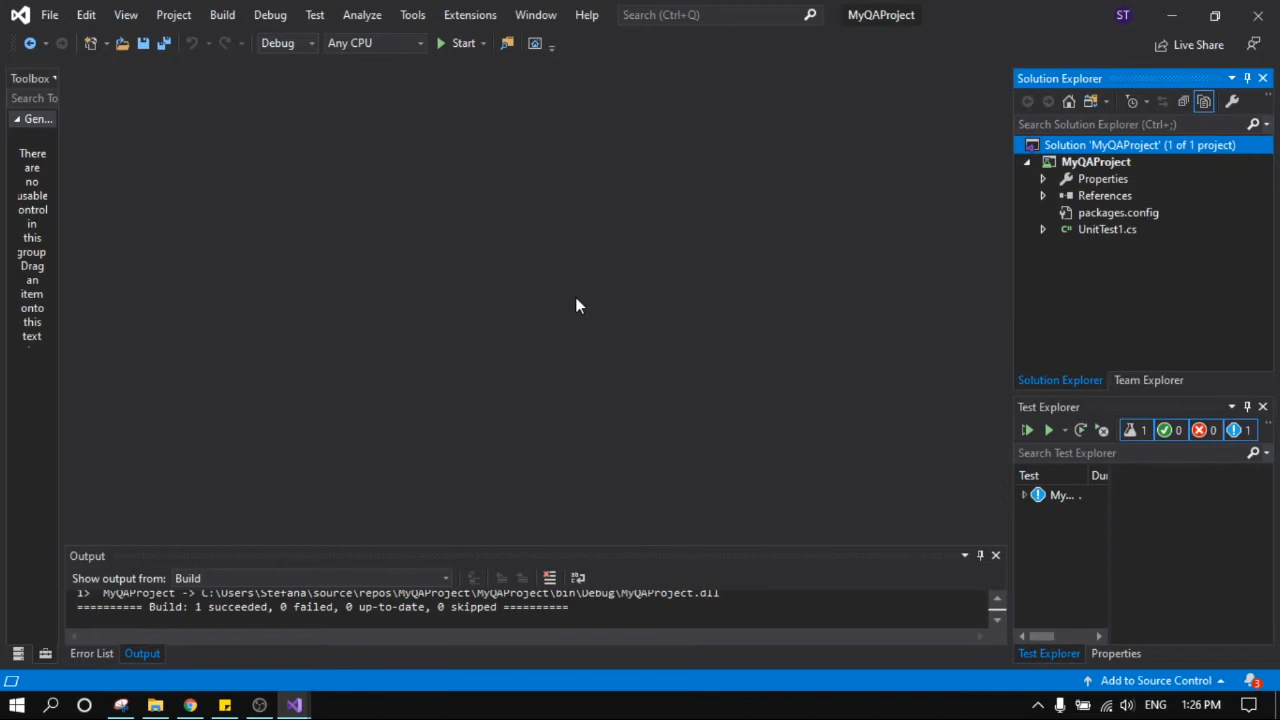 File Edit View Project Build Debug Test Analyze Tools Extensions Window Help Search (Ctrl+Q) MyQAProject ST
Debug Any CPU Start Live Share
Toolbox
Search To
Gen...
There
are
no
usable
control
in
this
group
Drag
an
item
onto
this
text
Solution Explorer
Search Solution Explorer (Ctrl+;)
Solution 'MyQAProject' (1 of 1 project)
MyQAProject
Properties
References
packages.config
C# UnitTest1.cs
Solution Explorer Team Explorer
Test Explorer
1 0 0 1
Search Test Explorer
Test Du
My... .
Test Explorer Properties
Output
Show output from: Build
1> MyQAProject -> C:\Users\Stefana\source\repos\MyQAProject\MyQAProject\bin\Debug\MyQAProject.dll
========== Build: 1 succeeded, 0 failed, 0 up-to-date, 0 skipped ==========
Error List Output
Add to Source Control 3
ENG 1:26 PM